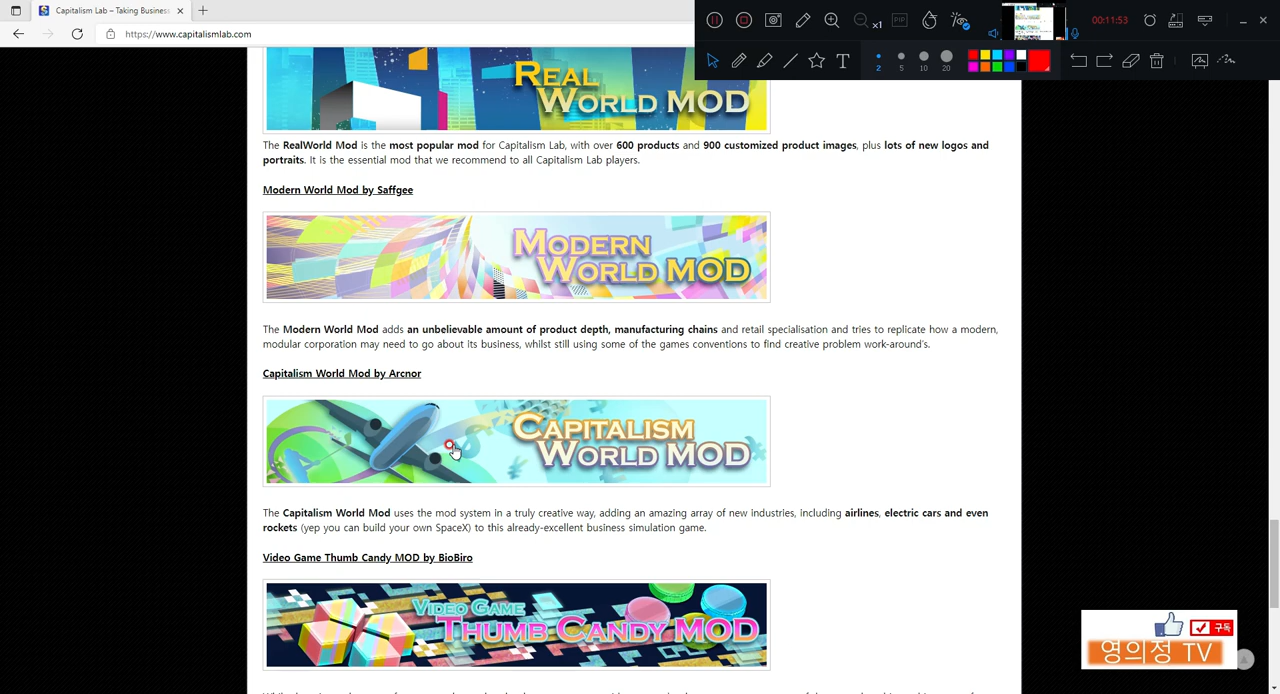 Capitalism Lab – Taking Business
https://www.capitalismlab.com
x1
PIP
00:11:53
2
5
10
20
REAL
WORLD MOD
The RealWorld Mod is the most popular mod for Capitalism Lab, with over 600 products and 900 customized product images, plus lots of new logos and
portraits. It is the essential mod that we recommend to all Capitalism Lab players.
Modern World Mod by Saffgee
MODERN
WORLD MOD
The Modern World Mod adds an unbelievable amount of product depth, manufacturing chains and retail specialisation and tries to replicate how a modern,
modular corporation may need to go about its business, whilst still using some of the games conventions to find creative problem work-around's.
Capitalism World Mod by Arcnor
CAPITALISM
WORLD MOD
The Capitalism World Mod uses the mod system in a truly creative way, adding an amazing array of new industries, including airlines, electric cars and even
rockets (yep you can build your own SpaceX) to this already-excellent business simulation game.
Video Game Thumb Candy MOD by BioBiro
VIDEO GAME
THUMB CANDY MOD
구독
영의정 TV